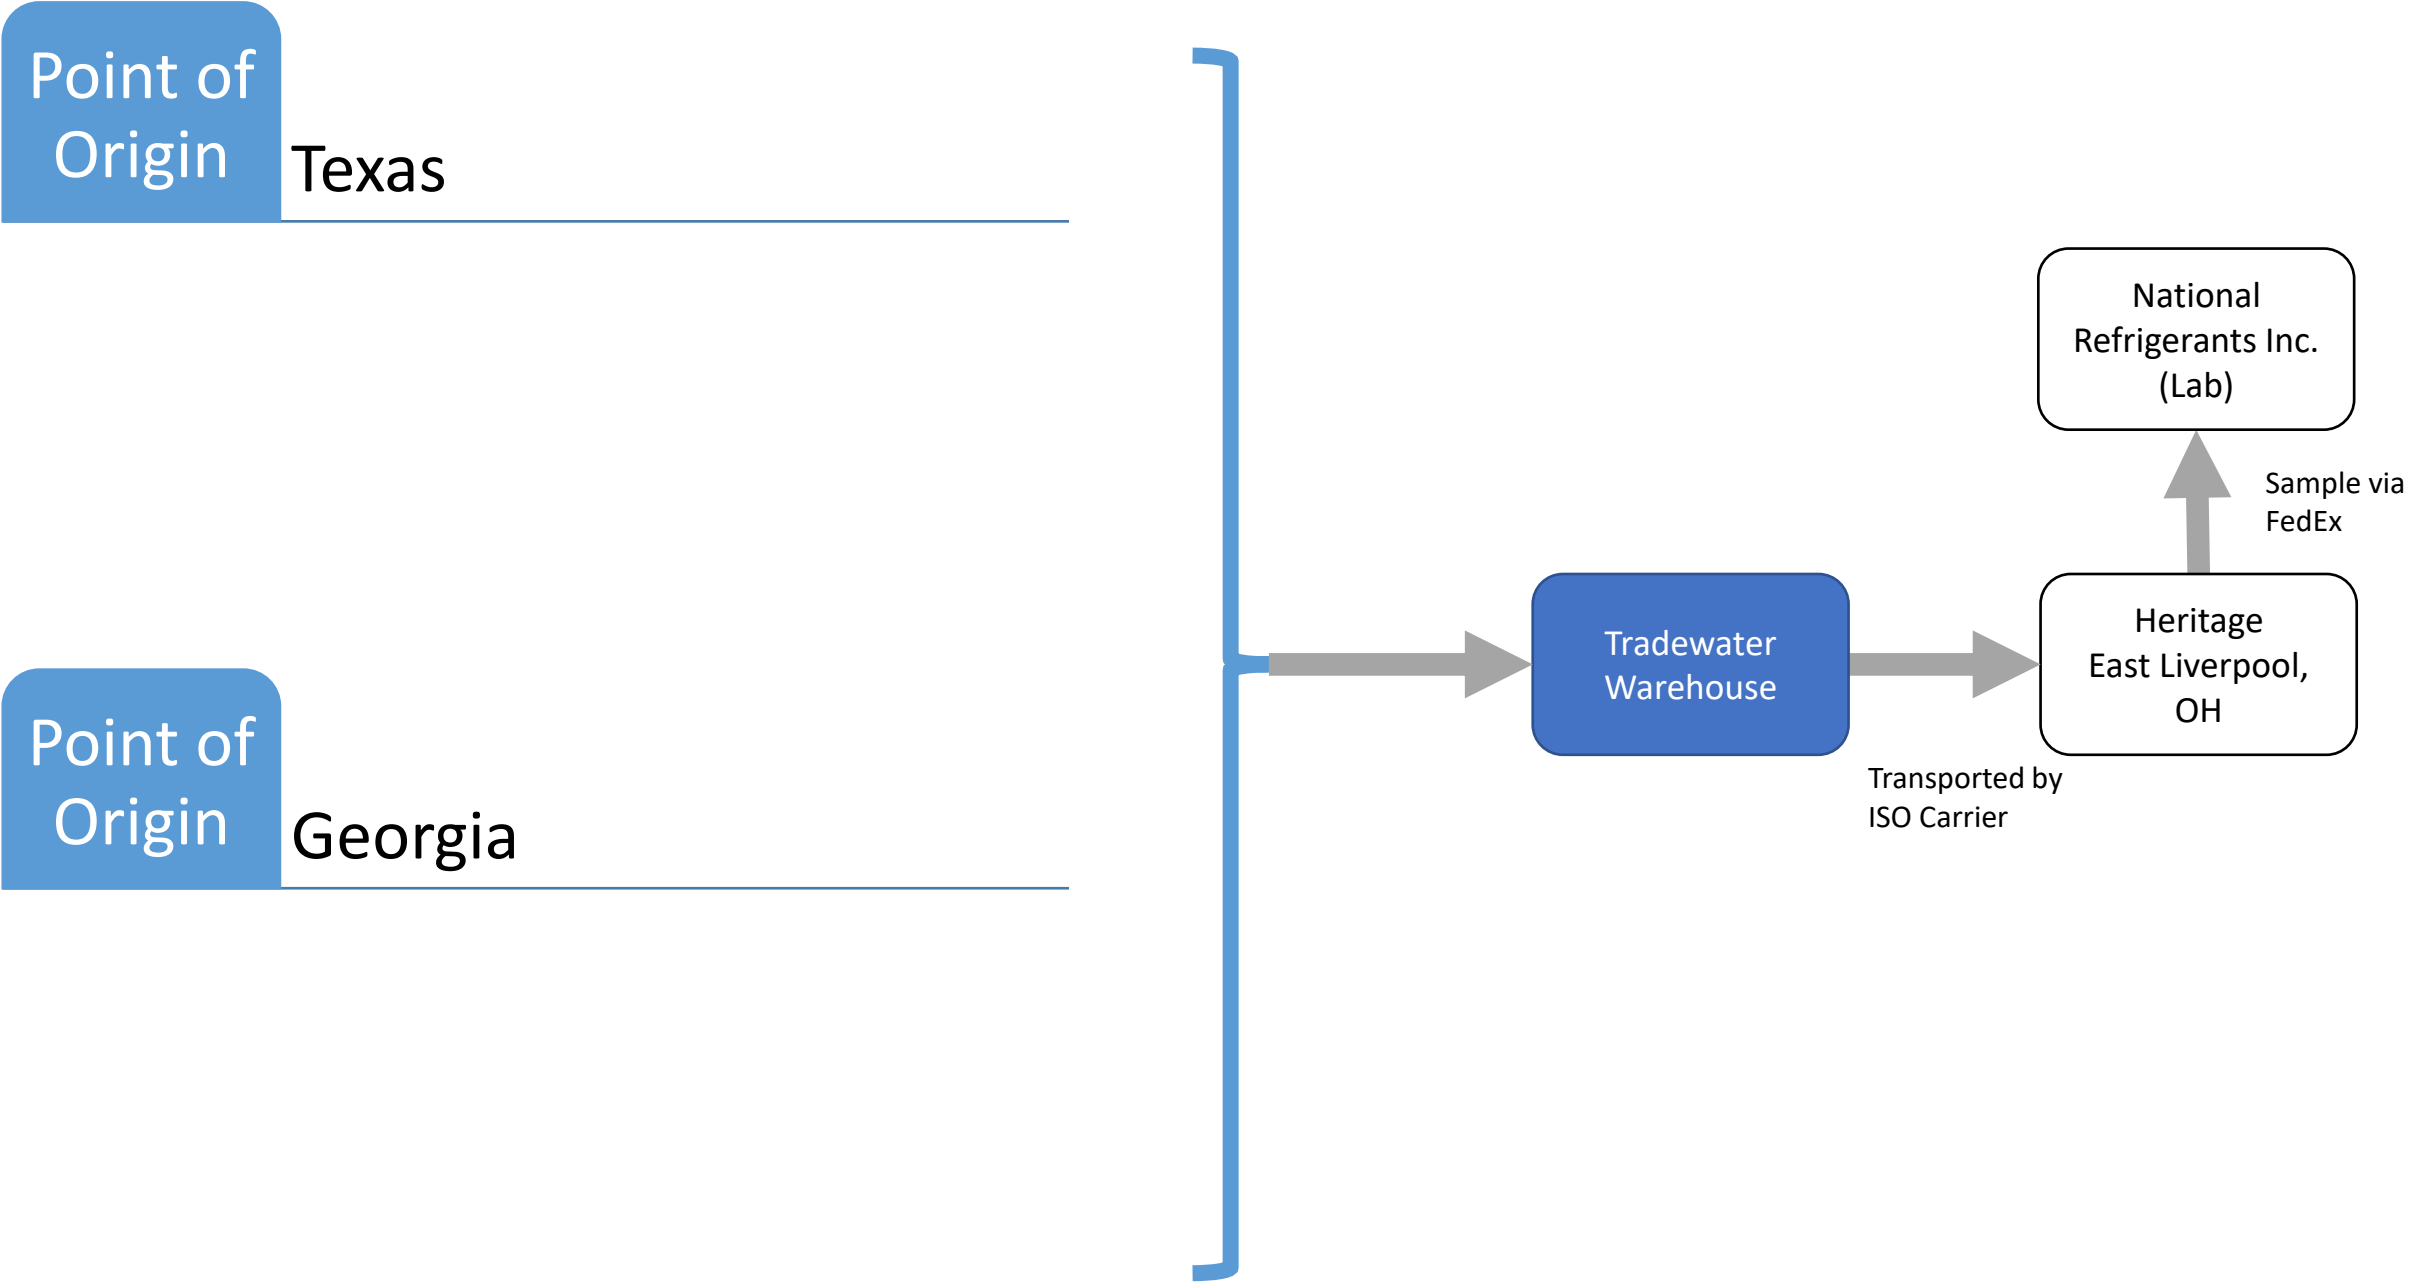 Point of
Origin
Texas
National
Refrigerants Inc.
(Lab)
Sample via
FedEx
Tradewater
Warehouse
Heritage
East Liverpool,
OH
Transported by
ISO Carrier
Point of
Origin
Georgia